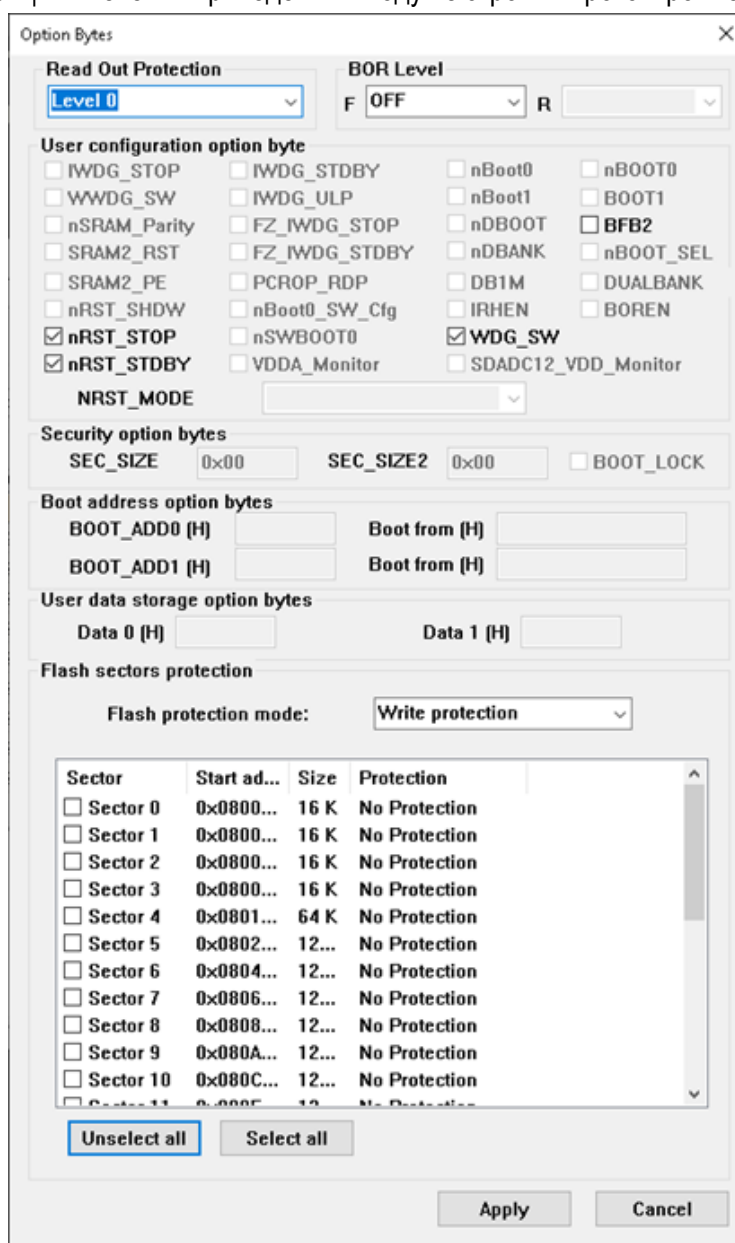 Option Bytes
Read Out Protection
BOR Level
Level 0
F OFF R
User configuration option byte
IWDG_STOP IWDG_STDBY nBoot0 nBOOT0
WWDG_SW IWDG_ULP nBoot1 BOOT1
nSRAM_Parity FZ_IWDG_STOP nDBOOT BFB2
SRAM2_RST FZ_IWDG_STDBY nDBANK nBOOT_SEL
SRAM2_PE PCROP_RDP DB1M DUALBANK
nRST_SHDW nBoot0_SW_Cfg IRHEN BOREN
nRST_STOP nSWBOOT0 WDG_SW
nRST_STDBY VDDA_Monitor SDADC12_VDD_Monitor
NRST_MODE
Security option bytes
SEC_SIZE 0x00 SEC_SIZE2 0x00 BOOT_LOCK
Boot address option bytes
BOOT_ADD0 (H) Boot from (H)
BOOT_ADD1 (H) Boot from (H)
User data storage option bytes
Data 0 (H) Data 1 (H)
Flash sectors protection
Flash protection mode: Write protection
Sector Start ad... Size Protection
Sector 0 0x0800... 16 K No Protection
Sector 1 0x0800... 16 K No Protection
Sector 2 0x0800... 16 K No Protection
Sector 3 0x0800... 16 K No Protection
Sector 4 0x0801... 64 K No Protection
Sector 5 0x0802... 12... No Protection
Sector 6 0x0804... 12... No Protection
Sector 7 0x0806... 12... No Protection
Sector 8 0x0808... 12... No Protection
Sector 9 0x080A... 12... No Protection
Sector 10 0x080C... 12... No Protection
Unselect all Select all
Apply Cancel